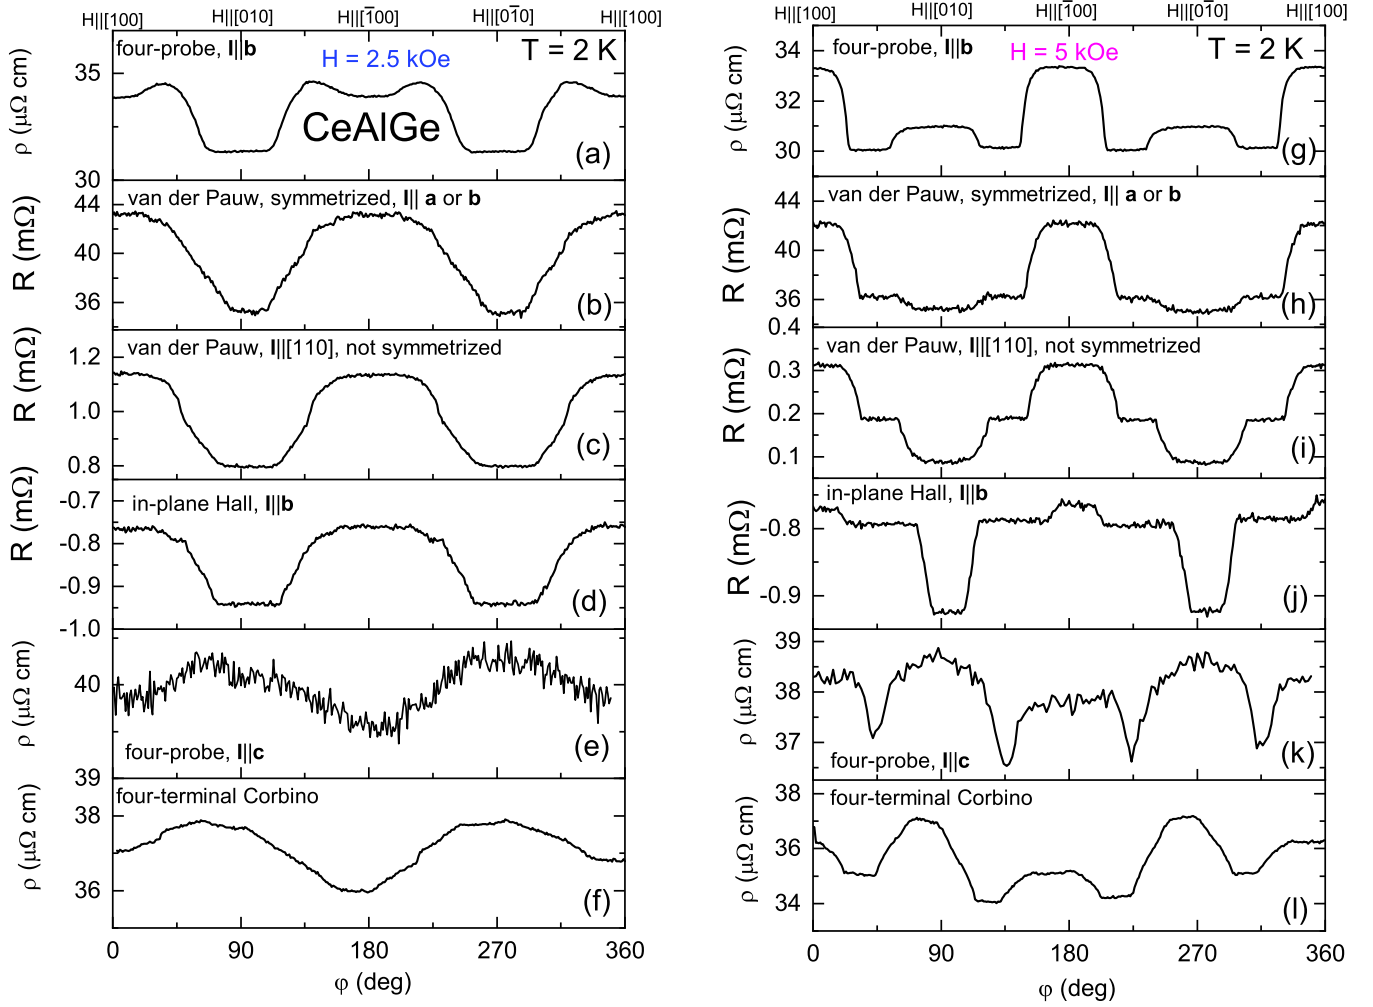 H||[100] H||[010] H||[1̅00] H||[01̅0] H||[100]
four-probe, I||b
H = 2.5 kOe
T = 2 K
CeAlGe
(a)
35
30
ρ (μΩ cm)
van der Pauw, symmetrized, I|| a or b
44
40
36
R (mΩ)
(b)
van der Pauw, I||[110], not symmetrized
1.2
1.0
0.8
R (mΩ)
(c)
in-plane Hall, I||b
-0.7
-0.8
-0.9
-1.0
R (mΩ)
(d)
40
39
ρ (μΩ cm)
four-probe, I||c
(e)
four-terminal Corbino
38
36
ρ (μΩ cm)
(f)
0 90 180 270 360
φ (deg)
H||[100] H||[010] H||[1̅00] H||[01̅0] H||[100]
four-probe, I||b
H = 5 kOe
T = 2 K
34
32
30
ρ (μΩ cm)
(g)
van der Pauw, symmetrized, I|| a or b
44
40
36
R (mΩ)
(h)
0.4
van der Pauw, I||[110], not symmetrized
0.3
0.2
0.1
R (mΩ)
(i)
in-plane Hall, I||b
-0.8
-0.9
R (mΩ)
(j)
39
38
37
ρ (μΩ cm)
four-probe, I||c
(k)
four-terminal Corbino
38
36
34
ρ (μΩ cm)
(l)
0 90 180 270 360
φ (deg)